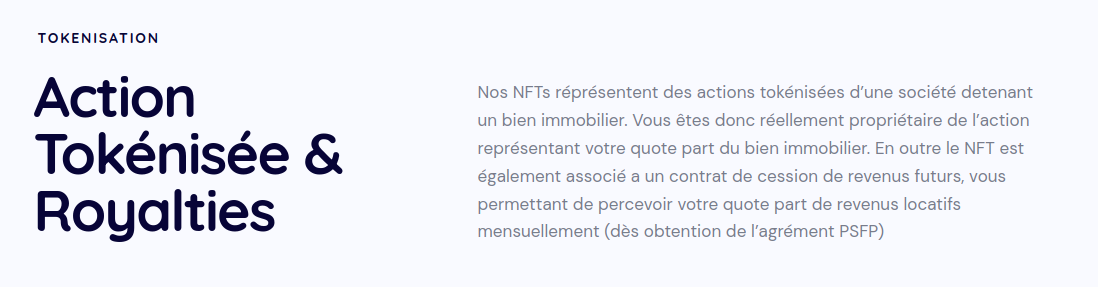 TOKENISATION
Action
Tokénisée &
Royalties
Nos NFTs réprésentent des actions tokénisées d’une société detenant
un bien immobilier. Vous êtes donc réellement propriétaire de l’action
représentant votre quote part du bien immobilier. En outre le NFT est
également associé a un contrat de cession de revenus futurs, vous
permettant de percevoir votre quote part de revenus locatifs
mensuellement (dès obtention de l’agrément PSFP)